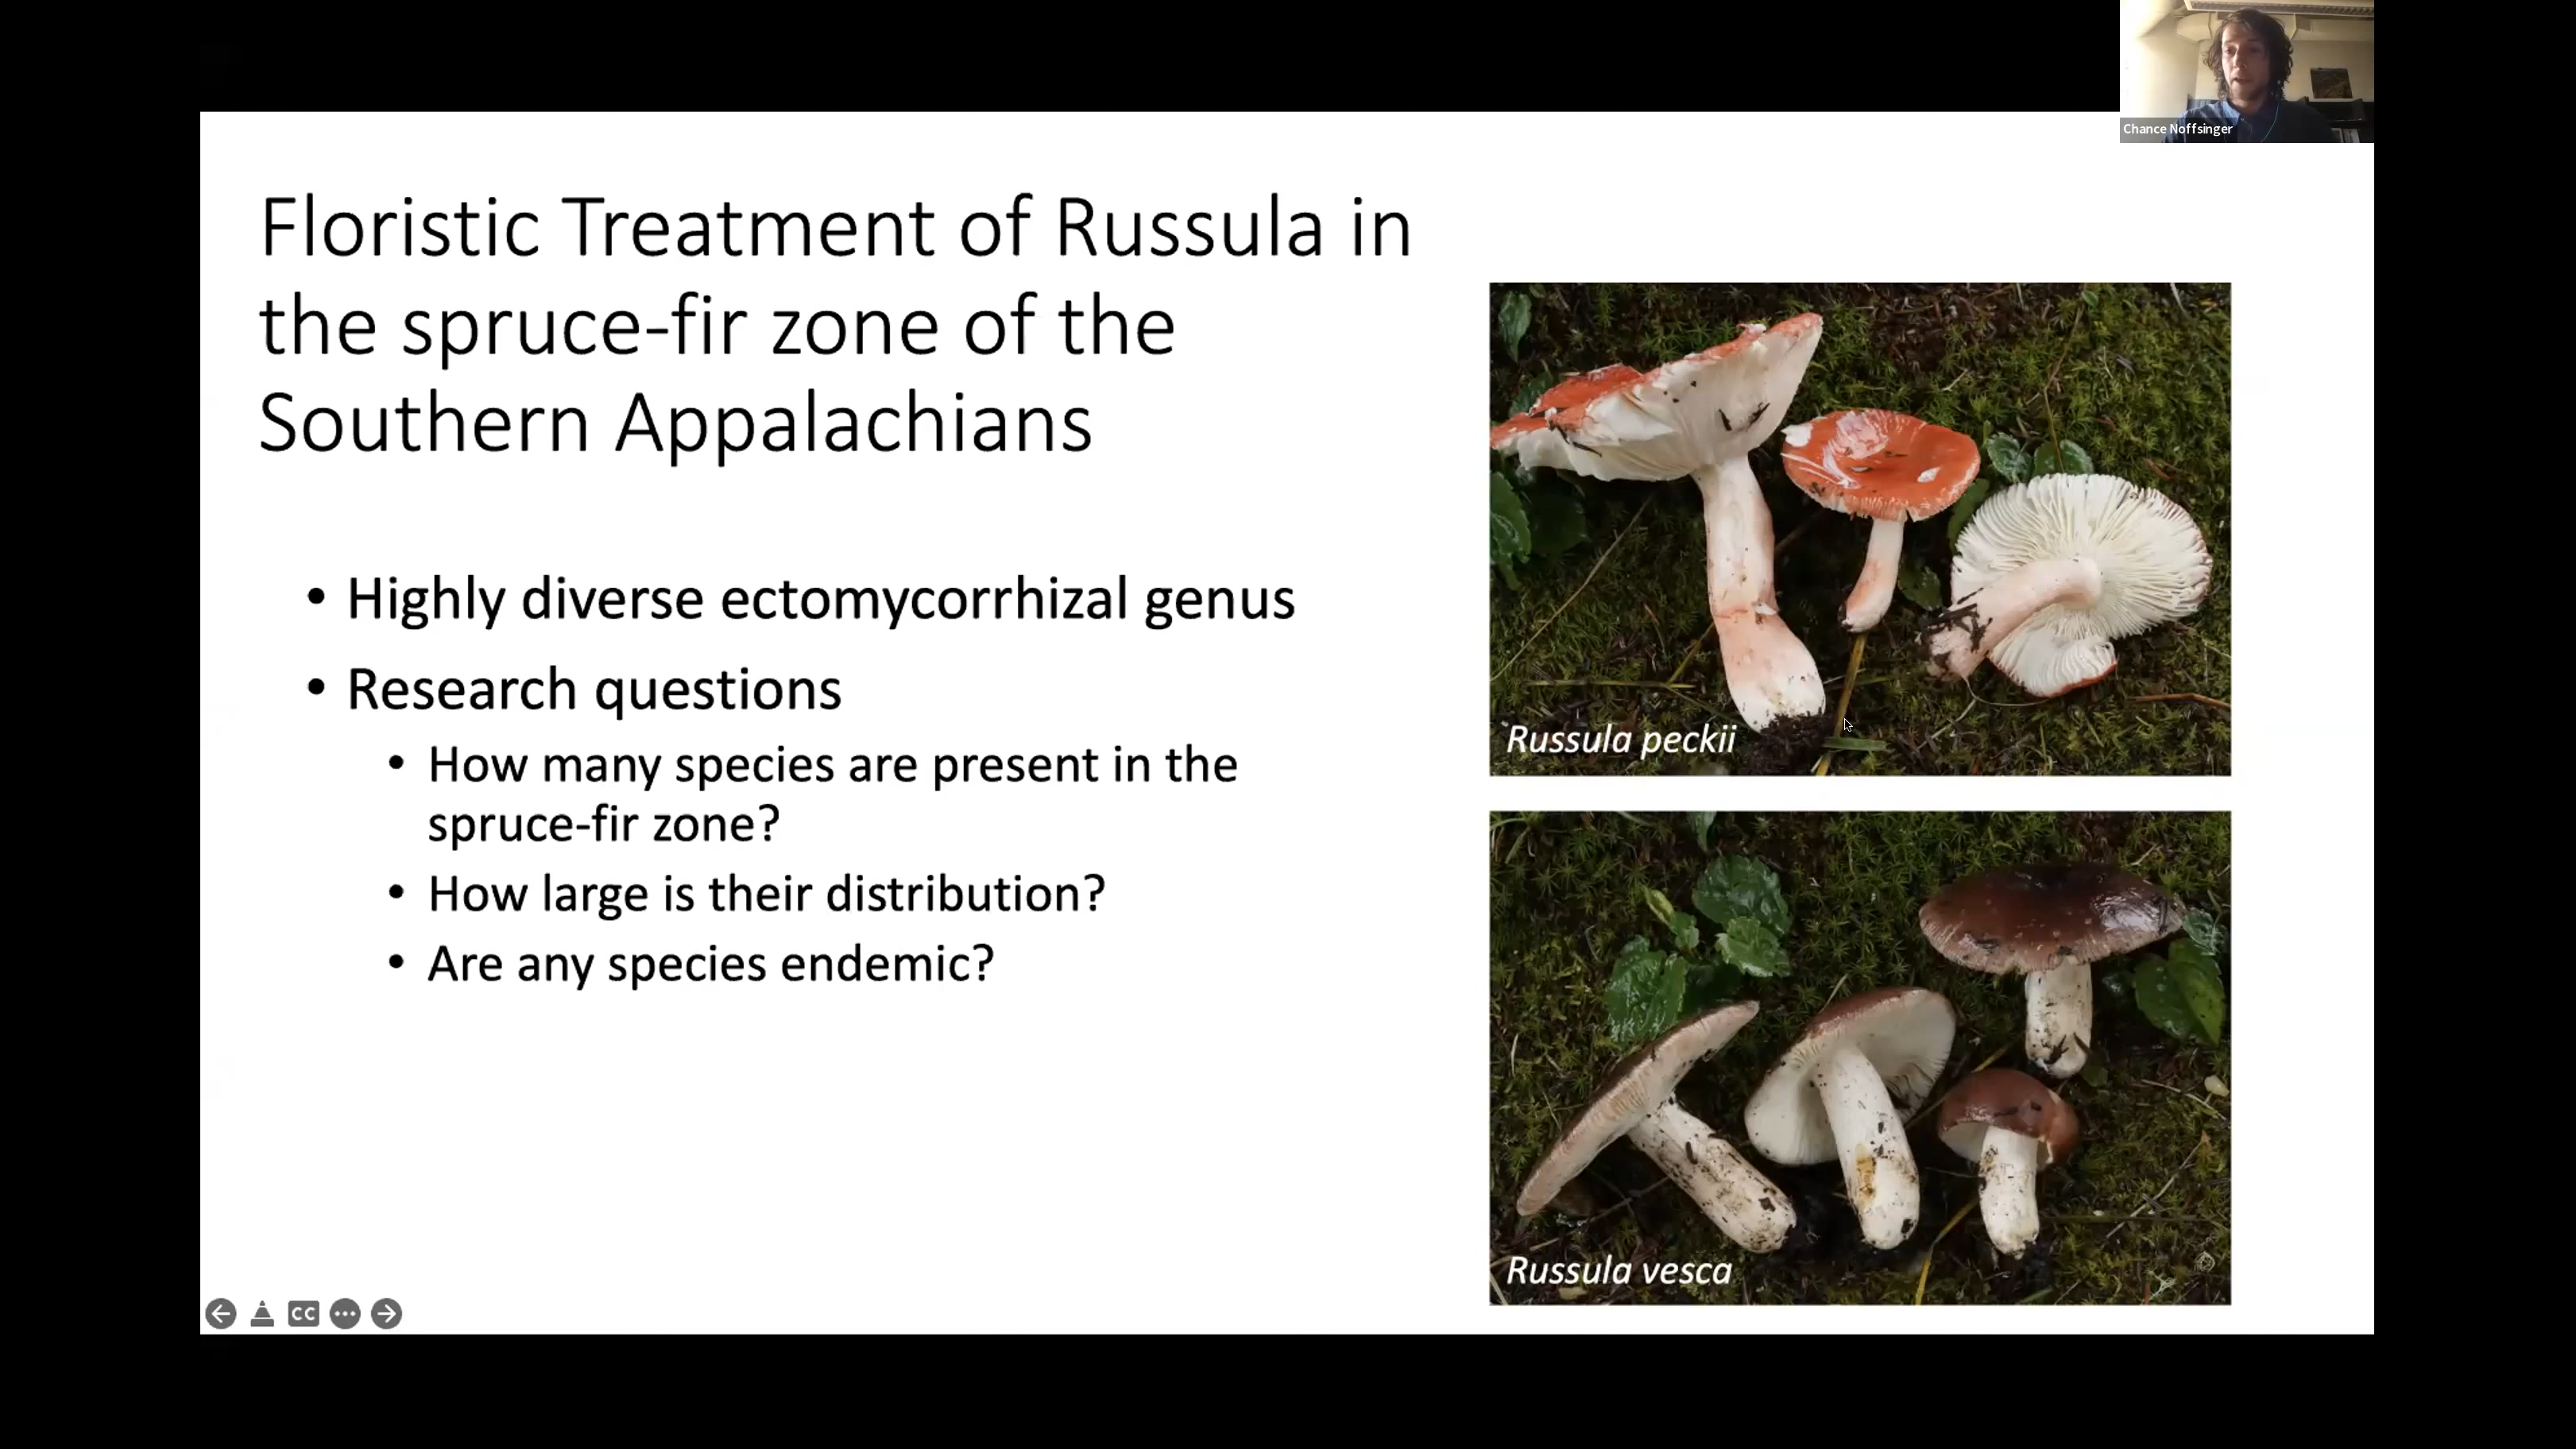 Chance Noffsinger
Floristic Treatment of Russula in
the spruce-fir zone of the
Southern Appalachians
• Highly diverse ectomycorrhizal genus
• Research questions
• How many species are present in the
spruce-fir zone?
• How large is their distribution?
• Are any species endemic?
Russula peckii
Russula vesca
CC